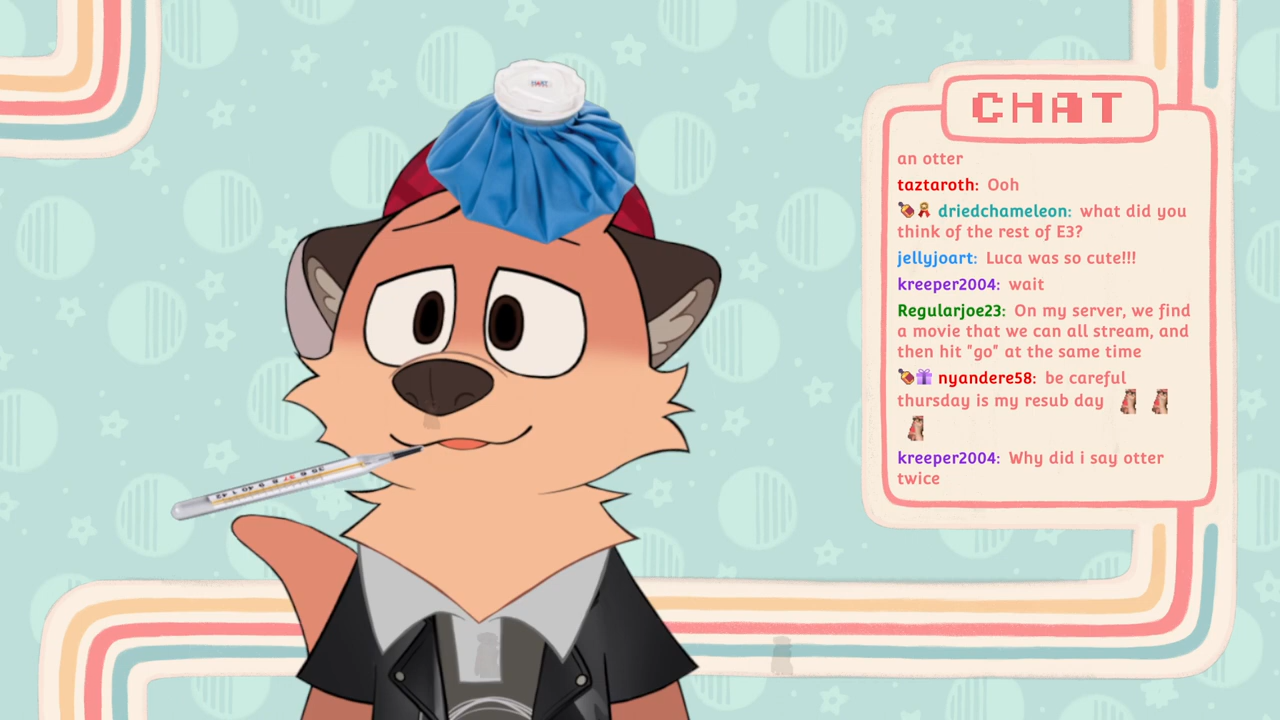 CHAT
an otter
taztaroth: Ooh
driedchameleon: what did you
think of the rest of E3?
jellyjoart: Luca was so cute!!!
kreeper2004: wait
Regularjoe23: On my server, we find
a movie that we can all stream, and
then hit "go" at the same time
nyandere58: be careful
thursday is my resub day
kreeper2004: Why did i say otter
twice